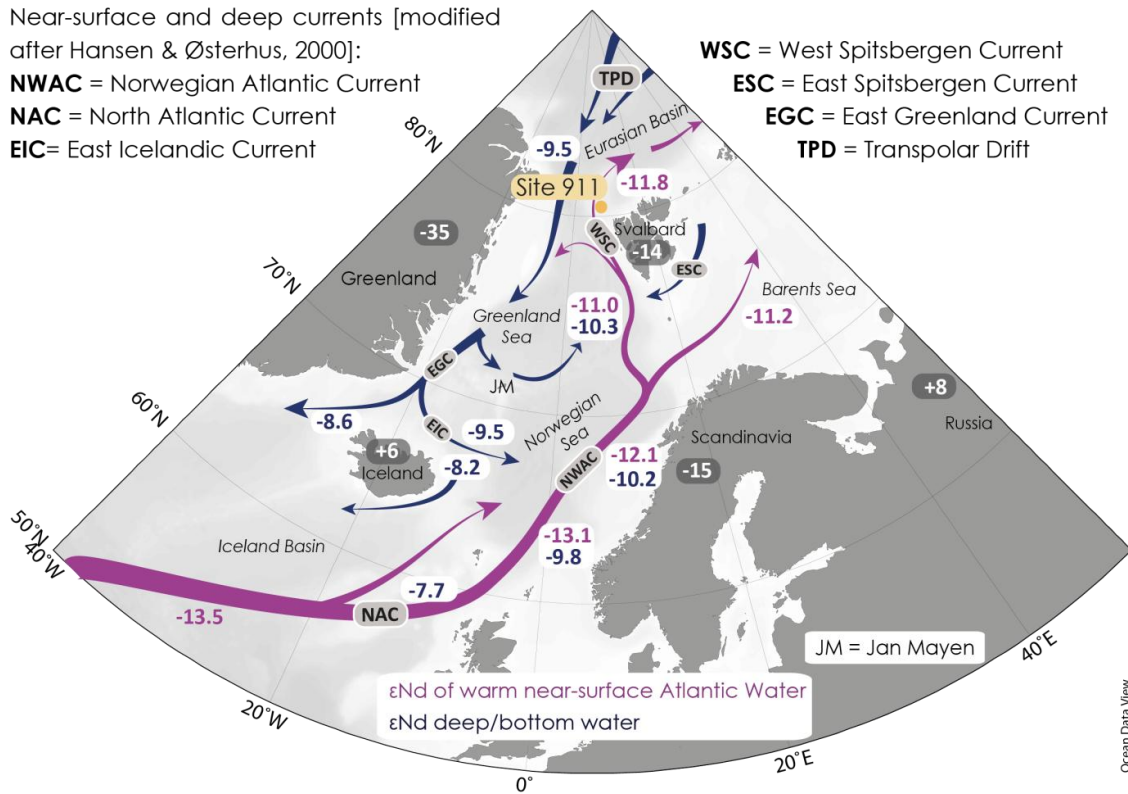 Near-surface and deep currents [modified
after Hansen & Østerhus, 2000]:
NWAC = Norwegian Atlantic Current
NAC = North Atlantic Current
EIC= East Icelandic Current
WSC = West Spitsbergen Current
ESC = East Spitsbergen Current
EGC = East Greenland Current
TPD = Transpolar Drift
TPD
80°N
Eurasian Basin
-9.5
-11.8
Site 911
Svalbard
WSC
-14
-35
ESC
Greenland
70°N
Barents Sea
-11.0
-10.3
-11.2
Greenland
Sea
EGC
JM
+8
Russia
60°N
-8.6
EIC
-9.5
Norwegian
Sea
Scandinavia
+6
Iceland
-8.2
NWAC
-12.1
-10.2
-15
50°N
40°W
Iceland Basin
-13.1
-9.8
-7.7
-13.5
NAC
JM = Jan Mayen
40°E
εNd of warm near-surface Atlantic Water
εNd deep/bottom water
20°W
20°E
0°
Ocean Data View